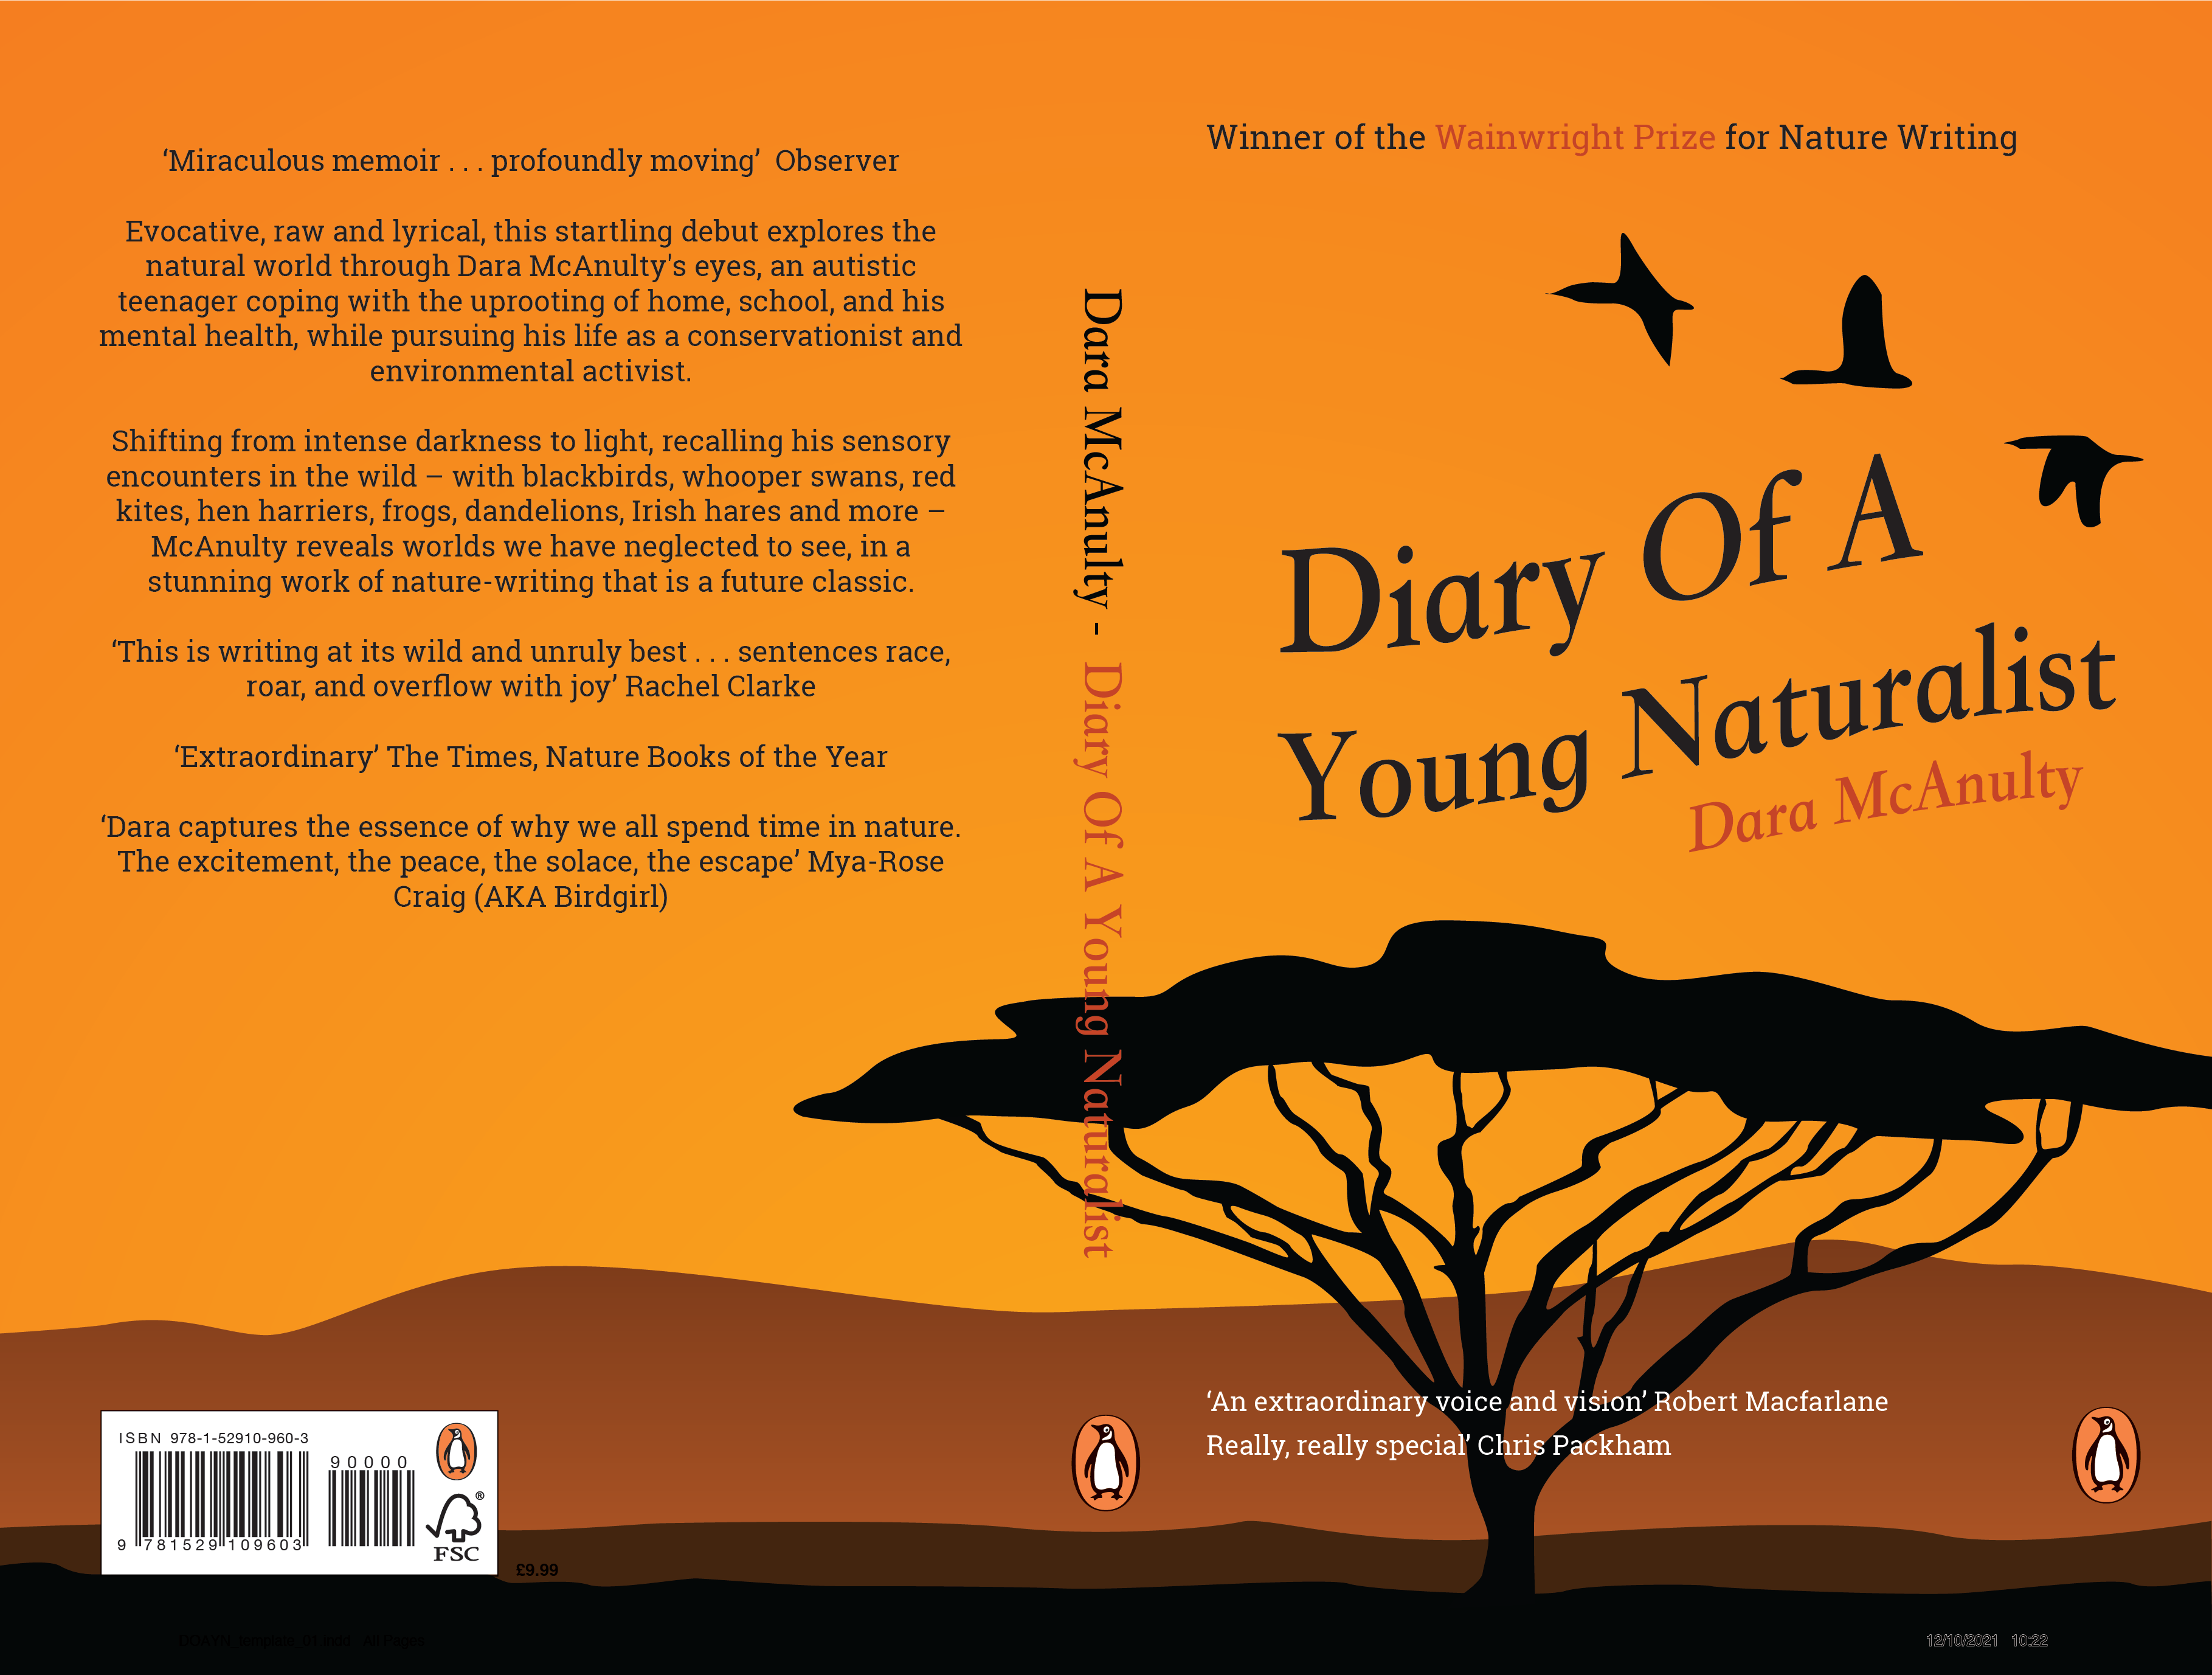 ‘Miraculous memoir . . . profoundly moving’  Observer
Evocative, raw and lyrical, this startling debut explores the
natural world through Dara McAnulty's eyes, an autistic
teenager coping with the uprooting of home, school, and his
mental health, while pursuing his life as a conservationist and
environmental activist.
Shifting from intense darkness to light, recalling his sensory
encounters in the wild – with blackbirds, whooper swans, red
kites, hen harriers, frogs, dandelions, Irish hares and more –
McAnulty reveals worlds we have neglected to see, in a
stunning work of nature-writing that is a future classic.
‘This is writing at its wild and unruly best . . . sentences race,
roar, and overflow with joy’ Rachel Clarke
‘Extraordinary’ The Times, Nature Books of the Year
‘Dara captures the essence of why we all spend time in nature.
The excitement, the peace, the solace, the escape’ Mya-Rose
Craig (AKA Birdgirl)
ISBN 978-1-52910-960-3
90000
9 781529 109603
®
FSC
£9.99
DOAYN_template_01.indd   All Pages
Dara McAnulty - Diary Of A Young Naturalist
Winner of the Wainwright Prize for Nature Writing
Diary Of A
Young Naturalist
Dara McAnulty
‘An extraordinary voice and vision’ Robert Macfarlane
Really, really special’ Chris Packham
12/10/2021   10:22